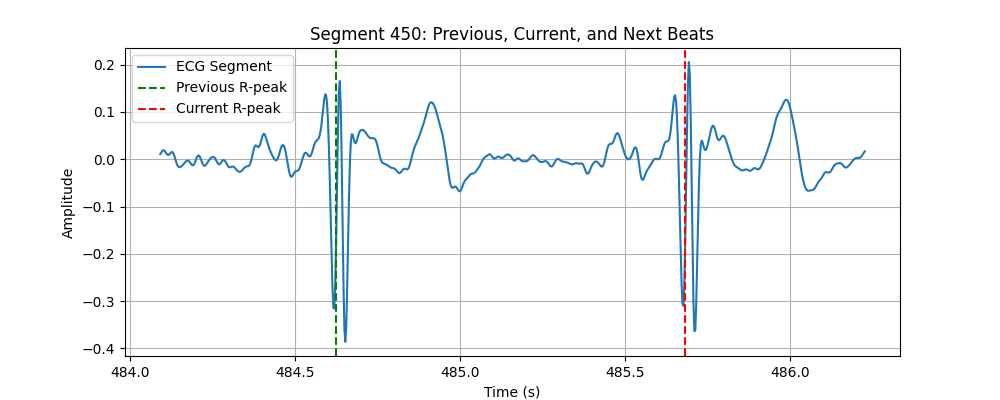 Segment 450: Previous, Current, and Next Beats
ECG Segment
Previous R-peak
Current R-peak
Amplitude
0.2
0.1
0.0
−0.1
−0.2
−0.3
−0.4
484.0 484.5 485.0 485.5 486.0
Time (s)